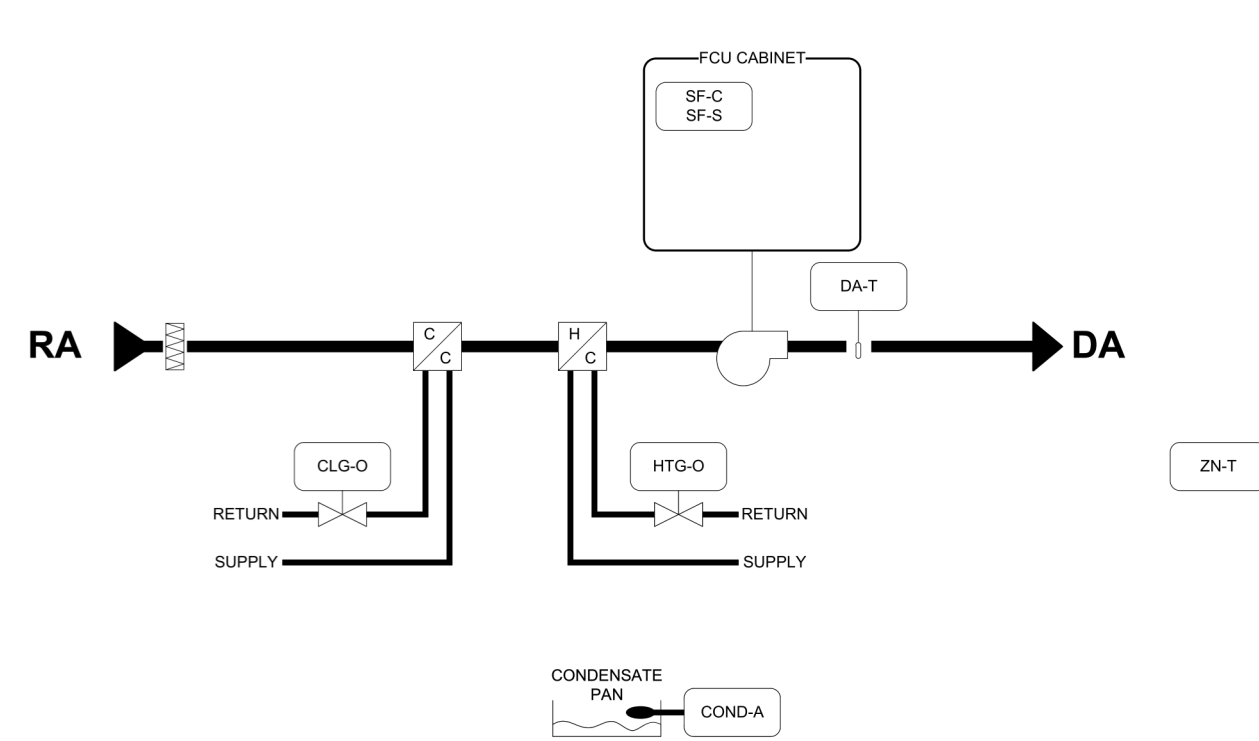 FCU CABINET
SF-C
SF-S
DA-T
RA
C
C
H
C
DA
CLG-O
HTG-O
ZN-T
RETURN
RETURN
SUPPLY
SUPPLY
CONDENSATE
PAN
COND-A